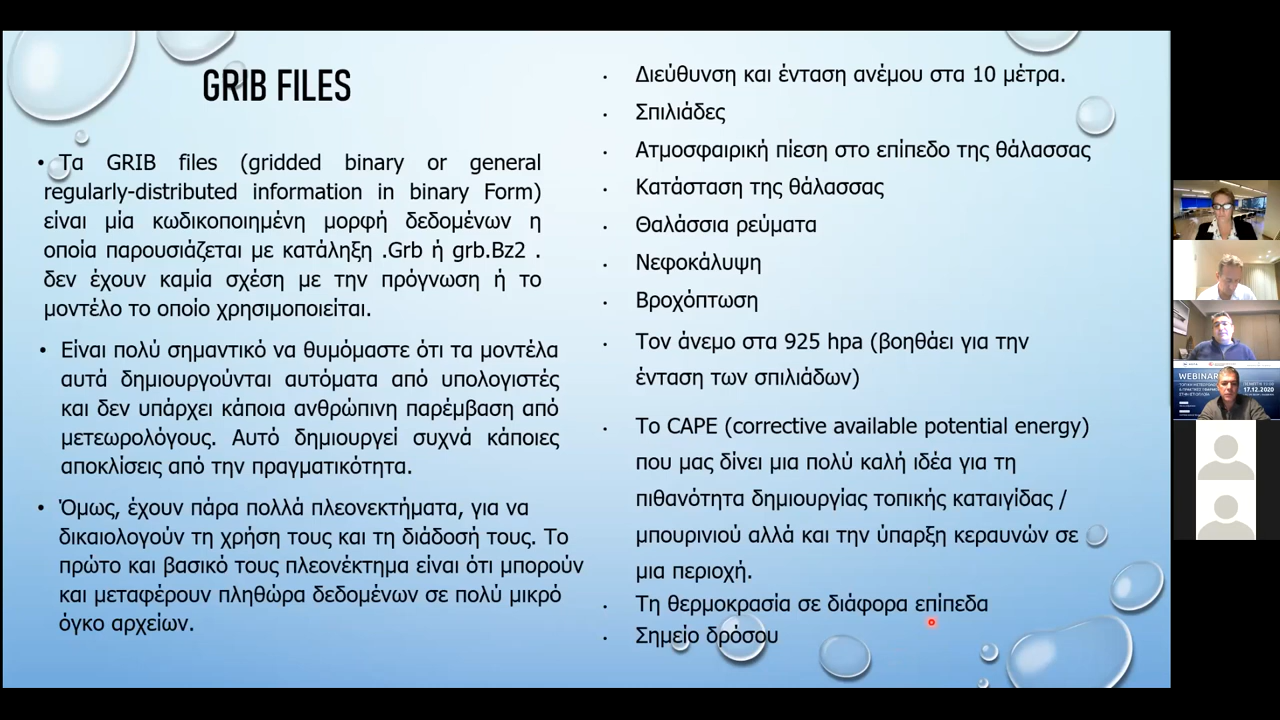 GRIB FILES
• Τα GRIB files (gridded binary or general
regularly-distributed information in binary Form)
είναι μία κωδικοποιημένη μορφή δεδομένων η
οποία παρουσιάζεται με κατάληξη .Grb ή grb.Bz2 .
δεν έχουν καμία σχέση με την πρόγνωση ή το
μοντέλο το οποίο χρησιμοποιείται.
• Είναι πολύ σημαντικό να θυμόμαστε ότι τα μοντέλα
αυτά δημιουργούνται αυτόματα από υπολογιστές
και δεν υπάρχει κάποια ανθρώπινη παρέμβαση από
μετεωρολόγους. Αυτό δημιουργεί συχνά κάποιες
αποκλίσεις από την πραγματικότητα.
• Όμως, έχουν πάρα πολλά πλεονεκτήματα, για να
δικαιολογούν τη χρήση τους και τη διάδοσή τους. Το
πρώτο και βασικό τους πλεονέκτημα είναι ότι μπορούν
και μεταφέρουν πληθώρα δεδομένων σε πολύ μικρό
όγκο αρχείων.
• Διεύθυνση και ένταση ανέμου στα 10 μέτρα.
• Σπιλιάδες
• Ατμοσφαιρική πίεση στο επίπεδο της θάλασσας
• Κατάσταση της θάλασσας
• Θαλάσσια ρεύματα
• Νεφοκάλυψη
• Βροχόπτωση
• Τον άνεμο στα 925 hpa (βοηθάει για την
ένταση των σπιλιάδων)
• Το CAPE (corrective available potential energy)
που μας δίνει μια πολύ καλή ιδέα για τη
πιθανότητα δημιουργίας τοπικής καταιγίδας /
μπουρινιού αλλά και την ύπαρξη κεραυνών σε
μια περιοχή.
• Τη θερμοκρασία σε διάφορα επίπεδα
• Σημείο δρόσου
WEBINAR
17.12.2020